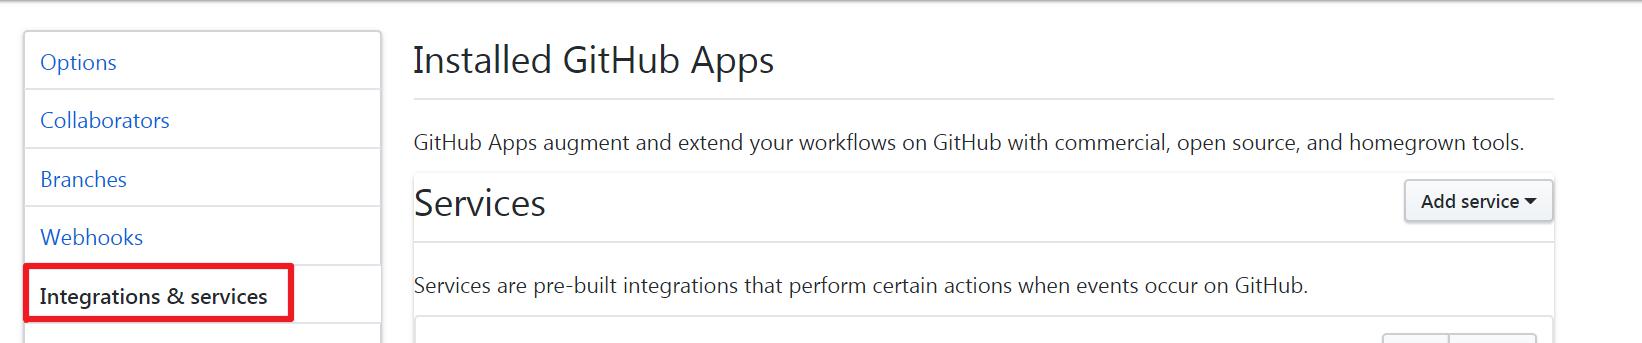 Options
Collaborators
Branches
Webhooks
Integrations & services
Installed GitHub Apps
GitHub Apps augment and extend your workflows on GitHub with commercial, open source, and homegrown tools.
Services
Add service
Services are pre-built integrations that perform certain actions when events occur on GitHub.